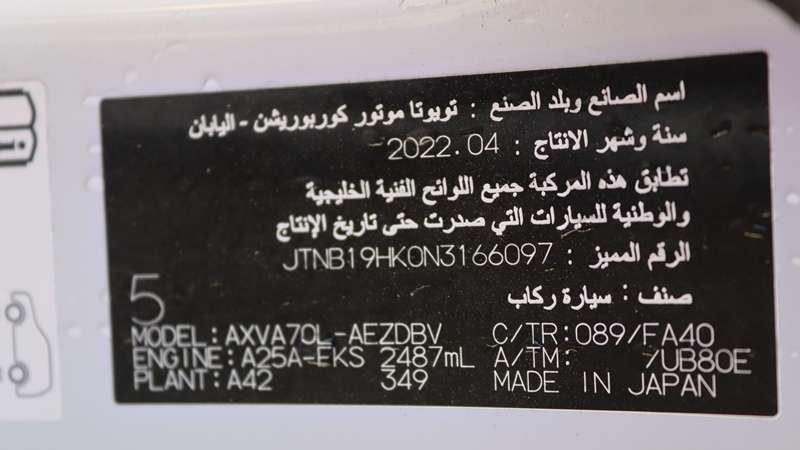 اسم الصانع وبلد الصنع : تويوتا موتور كوربوريشن - اليابان
سنة وشهر الانتاج : 2022.04
تطابق هذه المركبة جميع اللوائح الفنية الخليجية
والوطنية للسيارات التي صدرت حتى تاريخ الإنتاج
الرقم المميز : JTNB19HK0N3166097
صنف : سيارة ركاب
5
MODEL:AXVA70L-AEZDBV C/TR:089/FA40
ENGINE:A25A-FKS 2487mL A/TM: /UB80E
PLANT:A42 349 MADE IN JAPAN